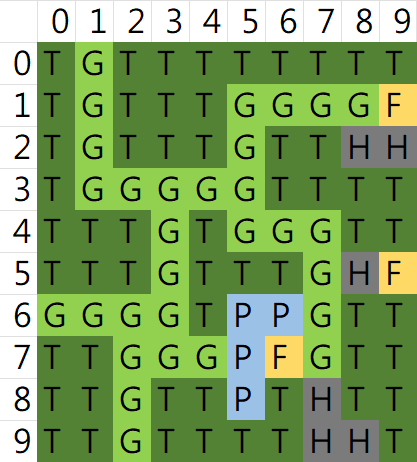 0 1 2 3 4 5 6 7 8 9
0 T G T T T T T T T T
1 T G T T T G G G G F
2 T G T T T G T T H H
3 T G G G G G T T T T
4 T T T G T G G G T T
5 T T T G T T T G H F
6 G G G G T P P G T T
7 T T G G G P F G T T
8 T T G T T P T H T T
9 T T G T T T T H H T